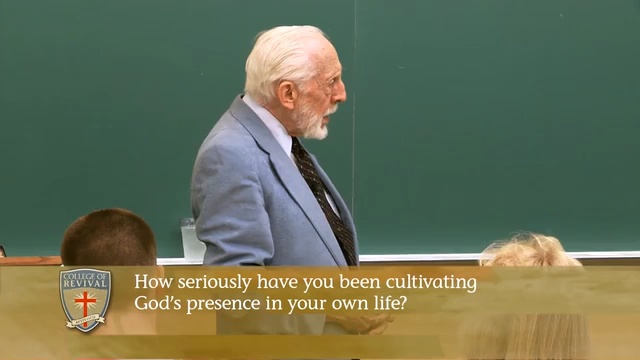 COLLEGE OF
REVIVAL
How seriously have you been cultivating
God's presence in your own life?